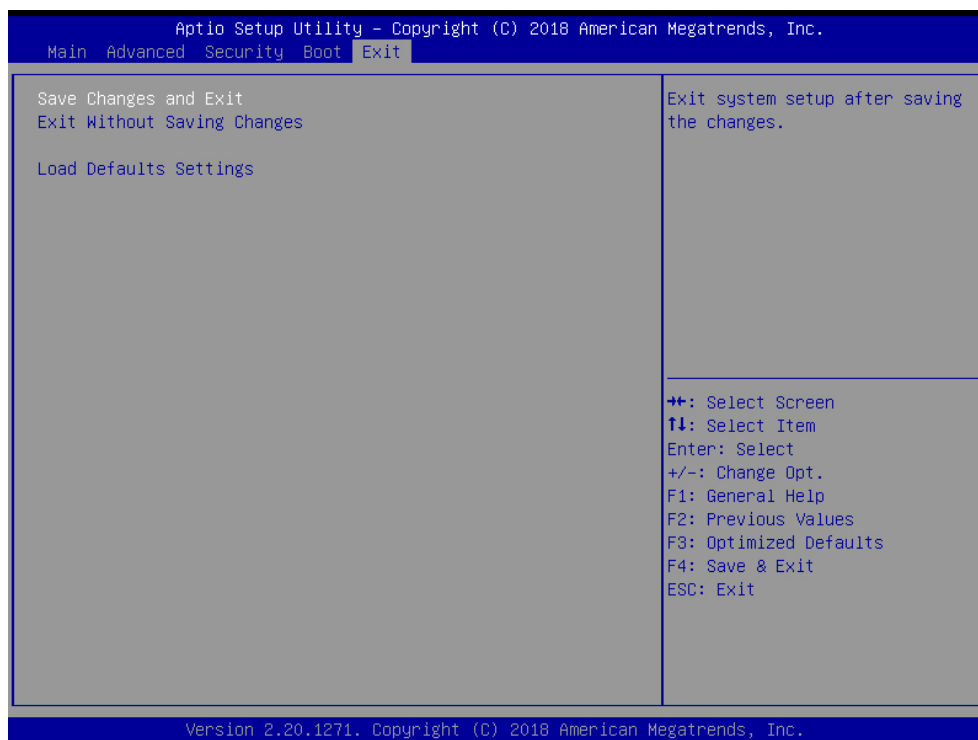 Aptio Setup Utility – Copyright (C) 2018 American Megatrends, Inc.
Main Advanced Security Boot Exit
Save Changes and Exit
Exit Without Saving Changes
Load Defaults Settings
Exit system setup after saving
the changes.
→←: Select Screen
↑↓: Select Item
Enter: Select
+/-: Change Opt.
F1: General Help
F2: Previous Values
F3: Optimized Defaults
F4: Save & Exit
ESC: Exit
Version 2.20.1271. Copyright (C) 2018 American Megatrends, Inc.